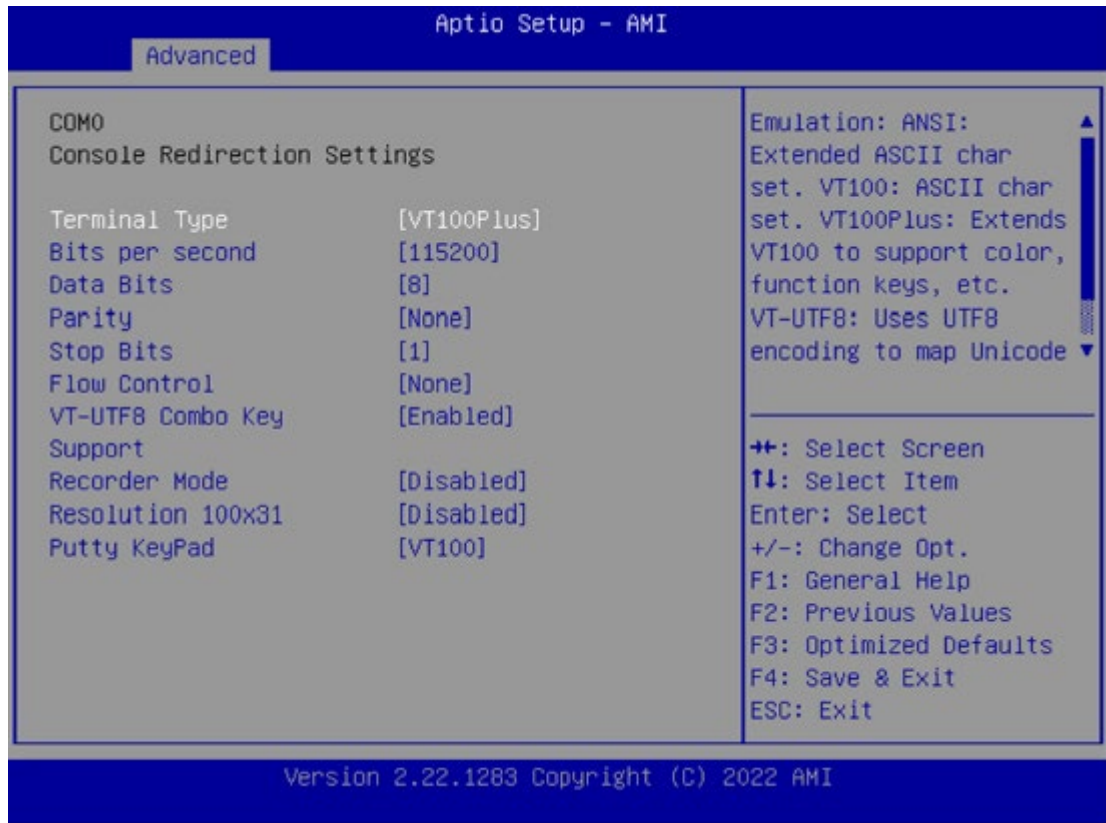 Aptio Setup – AMI
Advanced
COM0
Console Redirection Settings
Terminal Type [VT100Plus]
Bits per second [115200]
Data Bits [8]
Parity [None]
Stop Bits [1]
Flow Control [None]
VT-UTF8 Combo Key [Enabled]
Support
Recorder Mode [Disabled]
Resolution 100x31 [Disabled]
Putty KeyPad [VT100]
Emulation: ANSI:
Extended ASCII char
set. VT100: ASCII char
set. VT100Plus: Extends
VT100 to support color,
function keys, etc.
VT-UTF8: Uses UTF8
encoding to map Unicode
→←: Select Screen
↑↓: Select Item
Enter: Select
+/-: Change Opt.
F1: General Help
F2: Previous Values
F3: Optimized Defaults
F4: Save & Exit
ESC: Exit
Version 2.22.1283 Copyright (C) 2022 AMI